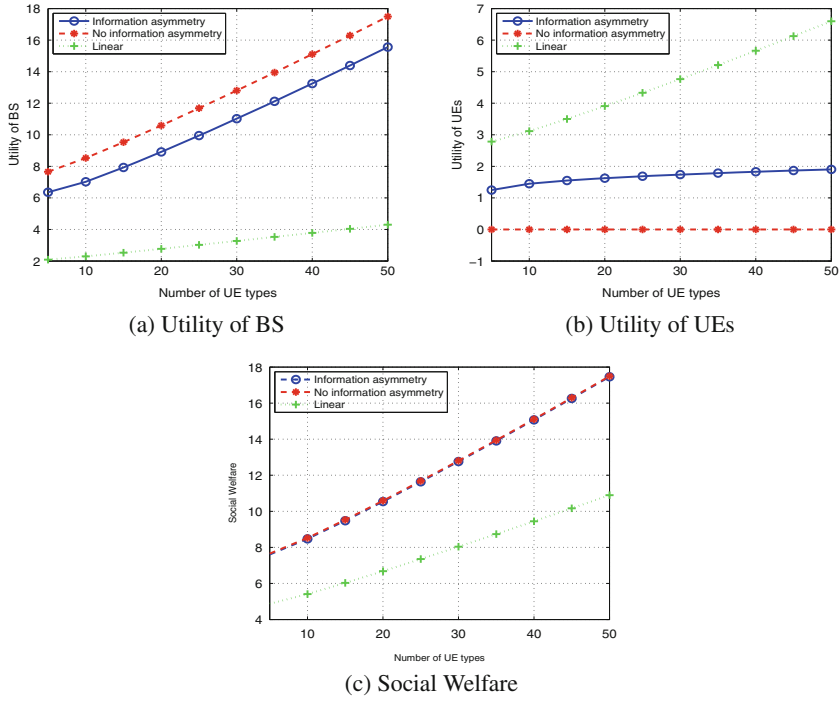 18
16
14
12
10
8
6
4
2
Utility of BS
Information asymmetry
No information asymmetry
Linear
10
20
30
40
50
Number of UE types
(a) Utility of BS
7
6
5
4
3
2
1
0
−1
Utility of UEs
Information asymmetry
No information asymmetry
Linear
10
20
30
40
50
Number of UE types
(b) Utility of UEs
18
16
14
12
10
8
6
4
Social Welfare
Information asymmetry
No information asymmetry
Linear
10
20
30
40
50
Number of UE types
(c) Social Welfare